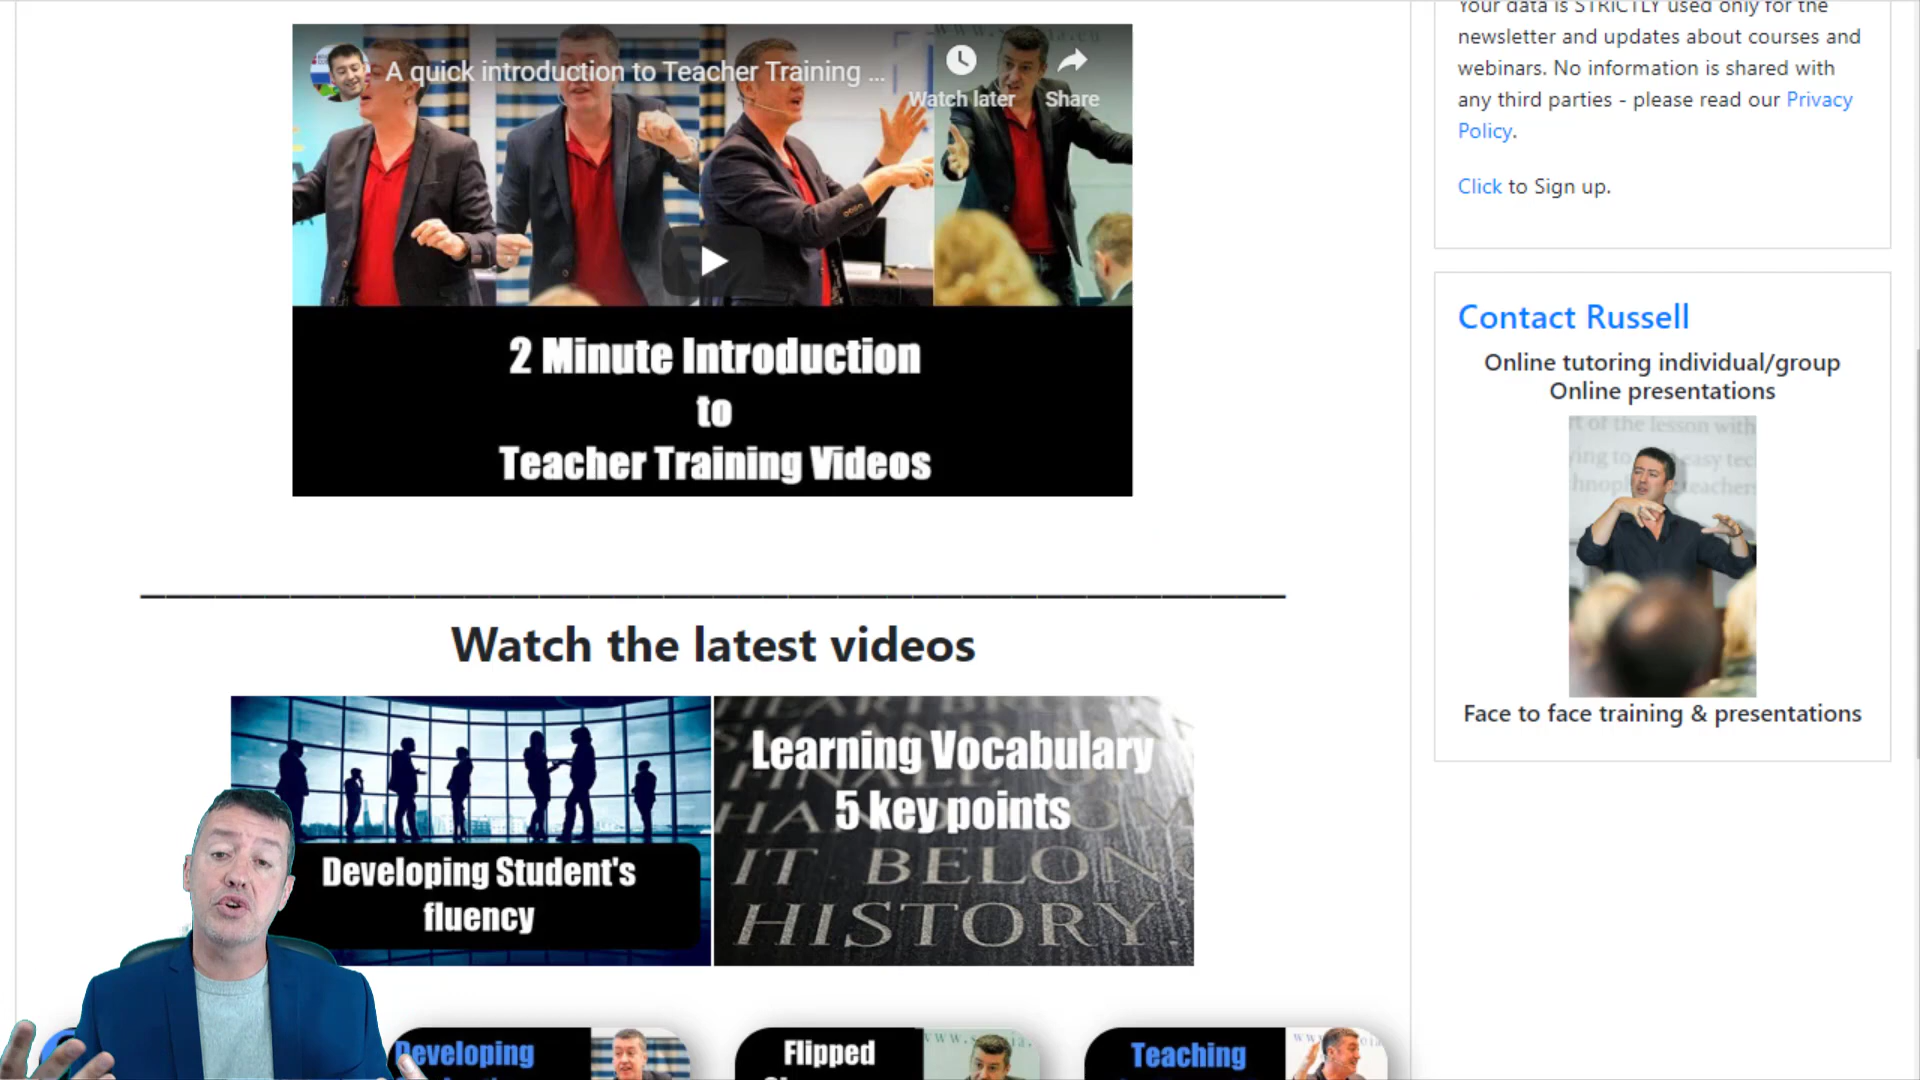 A quick introduction to Teacher Training ...
Watch later
Share
2 Minute Introduction
to
Teacher Training Videos
Watch the latest videos
Developing Student's
fluency
Learning Vocabulary
5 key points
IT BELONG
HISTORY
Developing
Flipped
Teaching
Your data is STRICTLY used only for the
newsletter and updates about courses and
webinars. No information is shared with
any third parties - please read our Privacy
Policy.
Click to Sign up.
Contact Russell
Online tutoring individual/group
Online presentations
Face to face training & presentations